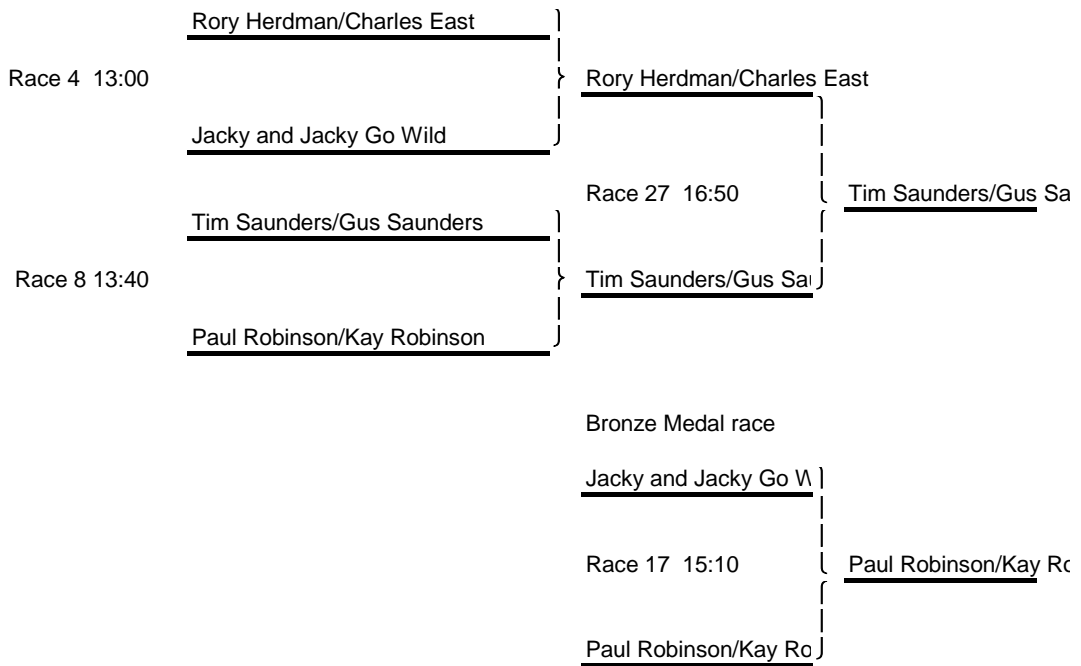 Rory Herdman/Charles East
Race 4 13:00
Rory Herdman/Charles East
Jacky and Jacky Go Wild
Race 27 16:50
Tim Saunders/Gus Sa
Tim Saunders/Gus Saunders
Race 8 13:40
Tim Saunders/Gus Sau
Paul Robinson/Kay Robinson
Bronze Medal race
Jacky and Jacky Go W
Race 17 15:10
Paul Robinson/Kay Ro
Paul Robinson/Kay Ro